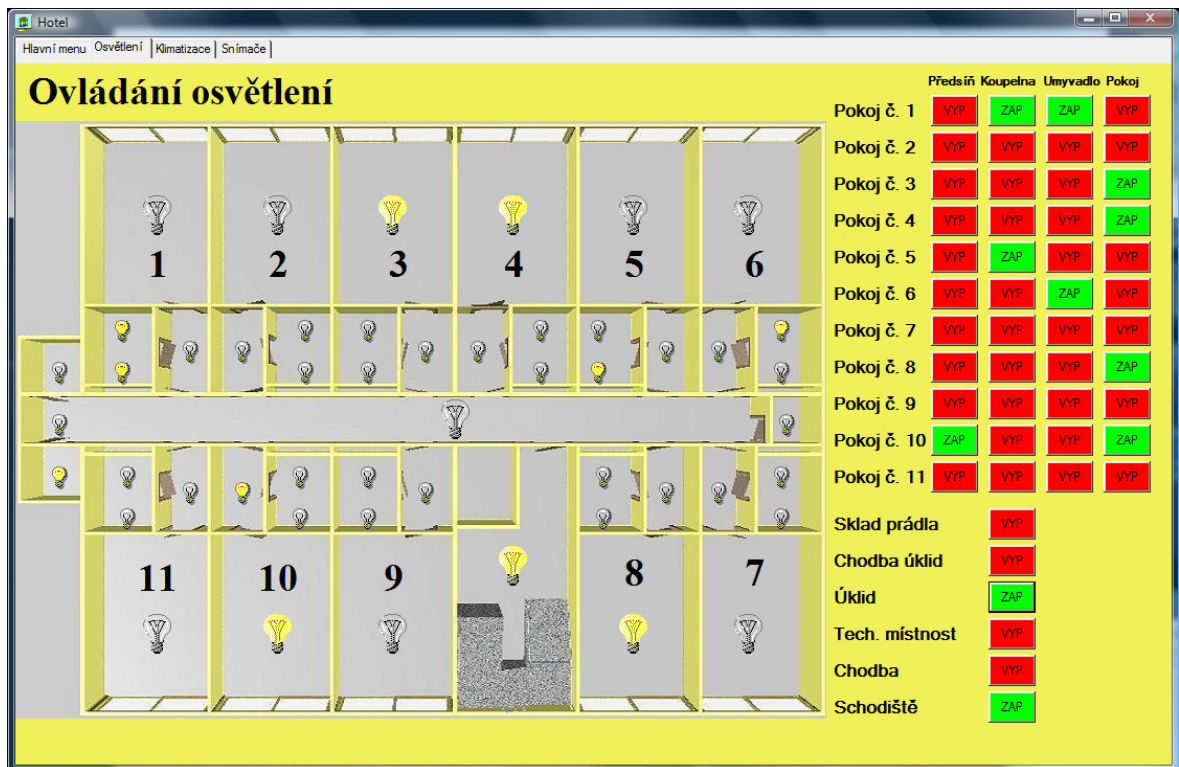 Hotel
Hlavní menu Osvětlení Klimatizace Snímače
Ovládání osvětlení
Předsíň Koupelna Umyvadlo Pokoj
Pokoj č. 1 VYP ZAP ZAP VYP
Pokoj č. 2 VYP VYP VYP VYP
Pokoj č. 3 VYP VYP VYP ZAP
Pokoj č. 4 VYP VYP VYP ZAP
Pokoj č. 5 VYP ZAP VYP VYP
Pokoj č. 6 VYP VYP ZAP VYP
Pokoj č. 7 VYP VYP VYP VYP
Pokoj č. 8 VYP VYP VYP ZAP
Pokoj č. 9 VYP VYP VYP VYP
Pokoj č. 10 ZAP VYP VYP ZAP
Pokoj č. 11 VYP VYP VYP VYP
Sklad prádla VYP
Chodba úklid VYP
Úklid ZAP
Tech. místnost VYP
Chodba VYP
Schodiště ZAP
1 2 3 4 5 6
11 10 9 8 7